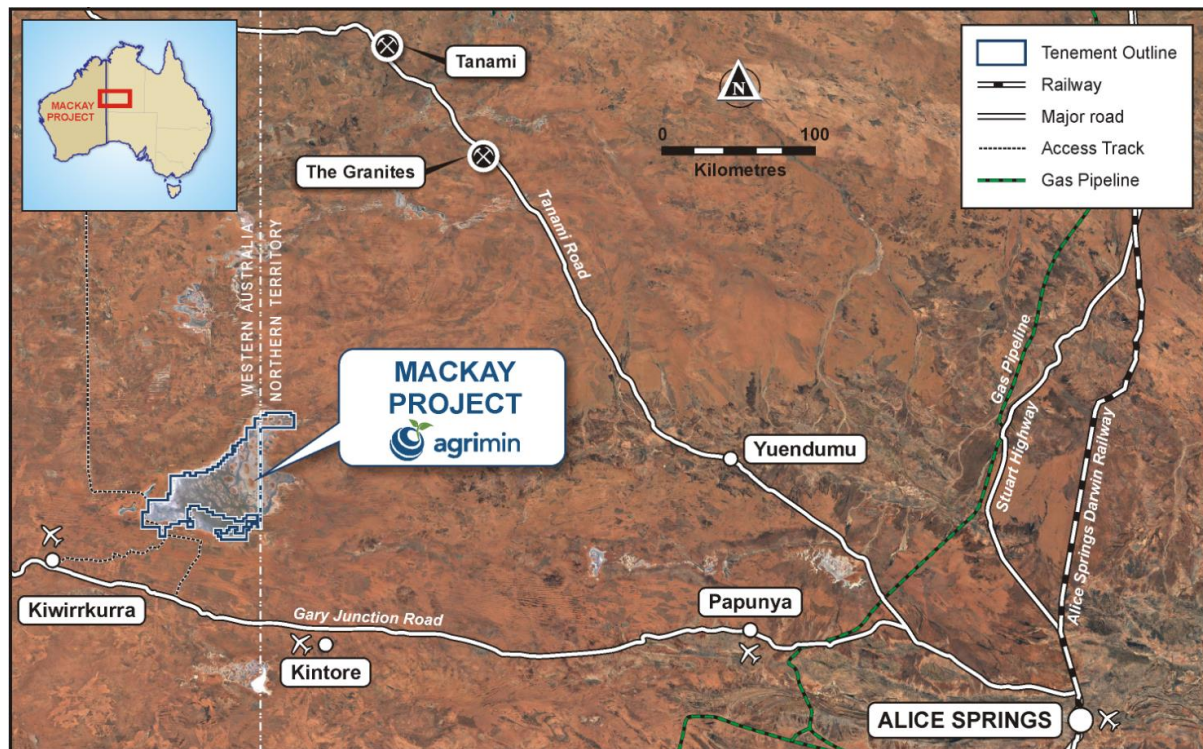 MACKAY
PROJECT
Tanami
The Granites
N
0 100
Kilometres
Tenement Outline
Railway
Major road
Access Track
Gas Pipeline
Tanami Road
WESTERN AUSTRALIA
NORTHERN TERRITORY
MACKAY
PROJECT
agrimin
Yuendumu
Gas Pipeline
Stuart Highway
Alice Springs Darwin Railway
Kiwirrkurra
Gary Junction Road
Kintore
Papunya
ALICE SPRINGS